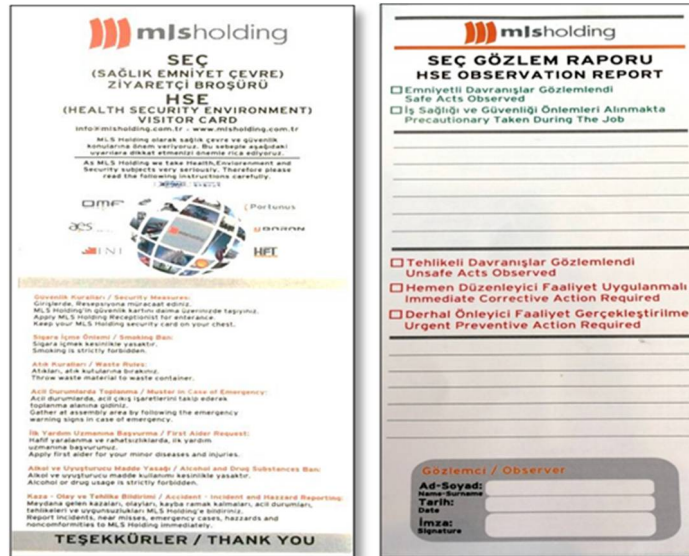 mlsholding
SEÇ
(SAĞLIK EMNİYET ÇEVRE)
ZİYARETÇİ BROŞÜRÜ
HSE
(HEALTH SECURITY ENVIRONMENT)
VISITOR CARD
info@mlsholding.com.tr - www.mlsholding.com.tr
MLS Holding olarak sağlık çevre ve güvenlik
konularına önem veriyoruz. Bu sebeple aşağıdaki
uyarılara dikkat etmenizi önemle rica ediyoruz.
As MLS Holding we take Health,Enviorenment and
Security subjects very seriously. Therefore please
read the following instructions carefully.
Portunus
aes
mlsholding
BORON
INT
HFT
Güvenlik Kuralları / Security Measures:
Girişlerde, Resepsiyona müracaat ediniz.
MLS Holding'in güvenlik kartını daima üzerinizde taşıyınız.
Apply MLS Holding Receptionist for enterance.
Keep your MLS Holding security card on your chest.
Sigara İçme Önlemi / Smoking Ban:
Sigara içmek kesinlikle yasaktır.
Smoking is strictly forbidden.
Atık Kuralları / Waste Rules:
Atıkları, atık kutularına bırakınız.
Throw waste material to waste container.
Acil Durumlarda Toplanma / Muster in Case of Emergency:
Acil durumlarda, acil çıkış işaretlerini takip ederek
toplanma alanına gidiniz.
Gather at assembly area by following the emergency
warning signs in case of emergency.
İlk Yardım Uzmanına Başvurma / First Aider Request:
Hafif yaralanma ve rahatsızlıklarda, ilk yardım
uzmanına başvurunuz.
Apply first aider for your minor diseases and injuries.
Alkol ve Uyuşturucu Madde Yasağı / Alcohol and Drug Substances Ban:
Alkol ve uyuşturucu madde kullanımı kesinlikle yasaktır.
Alcohol or drug usage is strictly forbidden.
Kaza - Olay ve Tehlike Bildirimi / Accident - Incident and Hazzard Reporting:
Meydana gelen kazaları, olayları, kayba ramak kalmaları, acil durumları,
tehlikeleri ve uygunsuzlukları MLS Holding'e bildiriniz.
Report incidents, near misses, emergency cases, hazzards and
nonconformities to MLS Holding immediately.
TEŞEKKÜRLER / THANK YOU
mlsholding
SEÇ GÖZLEM RAPORU
HSE OBSERVATION REPORT
Emniyetli Davranışlar Gözlemlendi
Safe Acts Observed
İş Sağlığı ve Güvenliği Önlemleri Alınmakta
Precautionary Taken During The Job
Tehlikeli Davranışlar Gözlemlendi
Unsafe Acts Observed
Hemen Düzenleyici Faaliyet Uygulanmalı
Immediate Corrective Action Required
Derhal Önleyici Faaliyet Gerçekleştirilme
Urgent Preventive Action Required
Gözlemci / Observer
Ad-Soyad:
Name-Surname
Tarih:
Date
İmza:
Signature